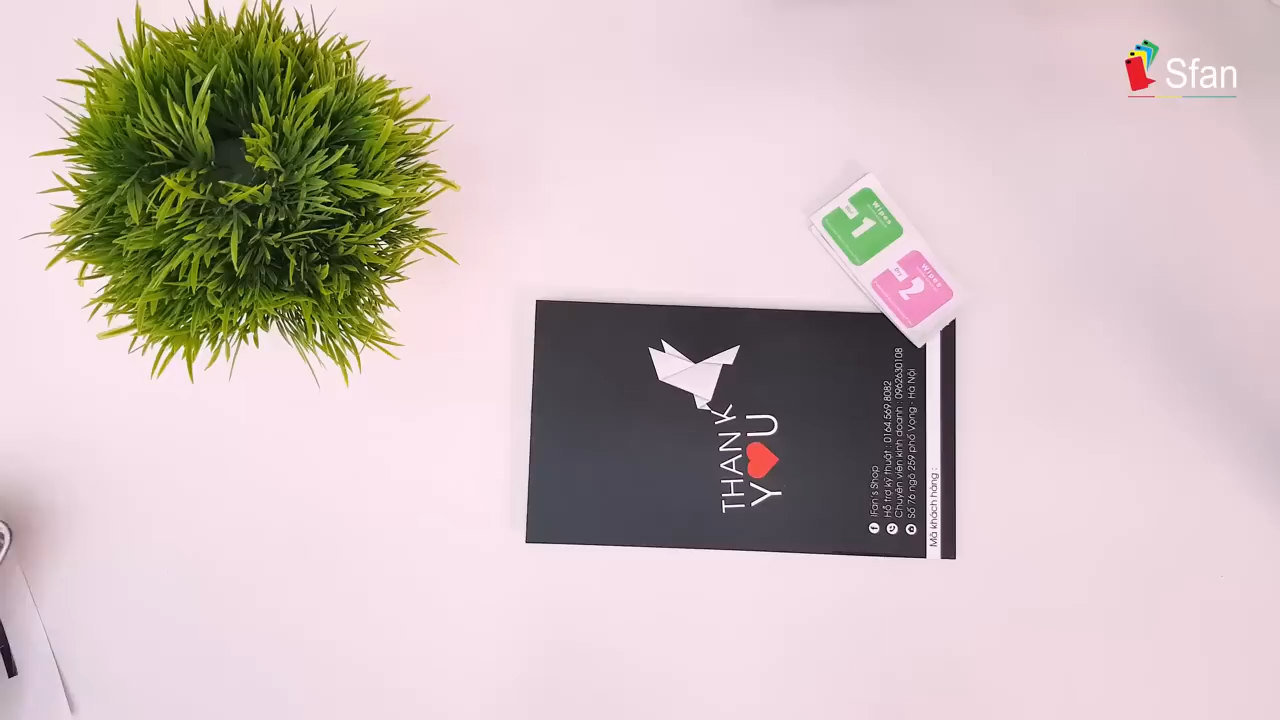 Sfan
Wipes
1
Wipes
2
THANK
YOU
iFan's Shop
Hỗ trợ kỹ thuật : 0164.569.8082
Chuyên viên kinh doanh : 0962630108
Số 76 ngõ 259 phố Vọng - Hà Nội
Mã khách hàng :